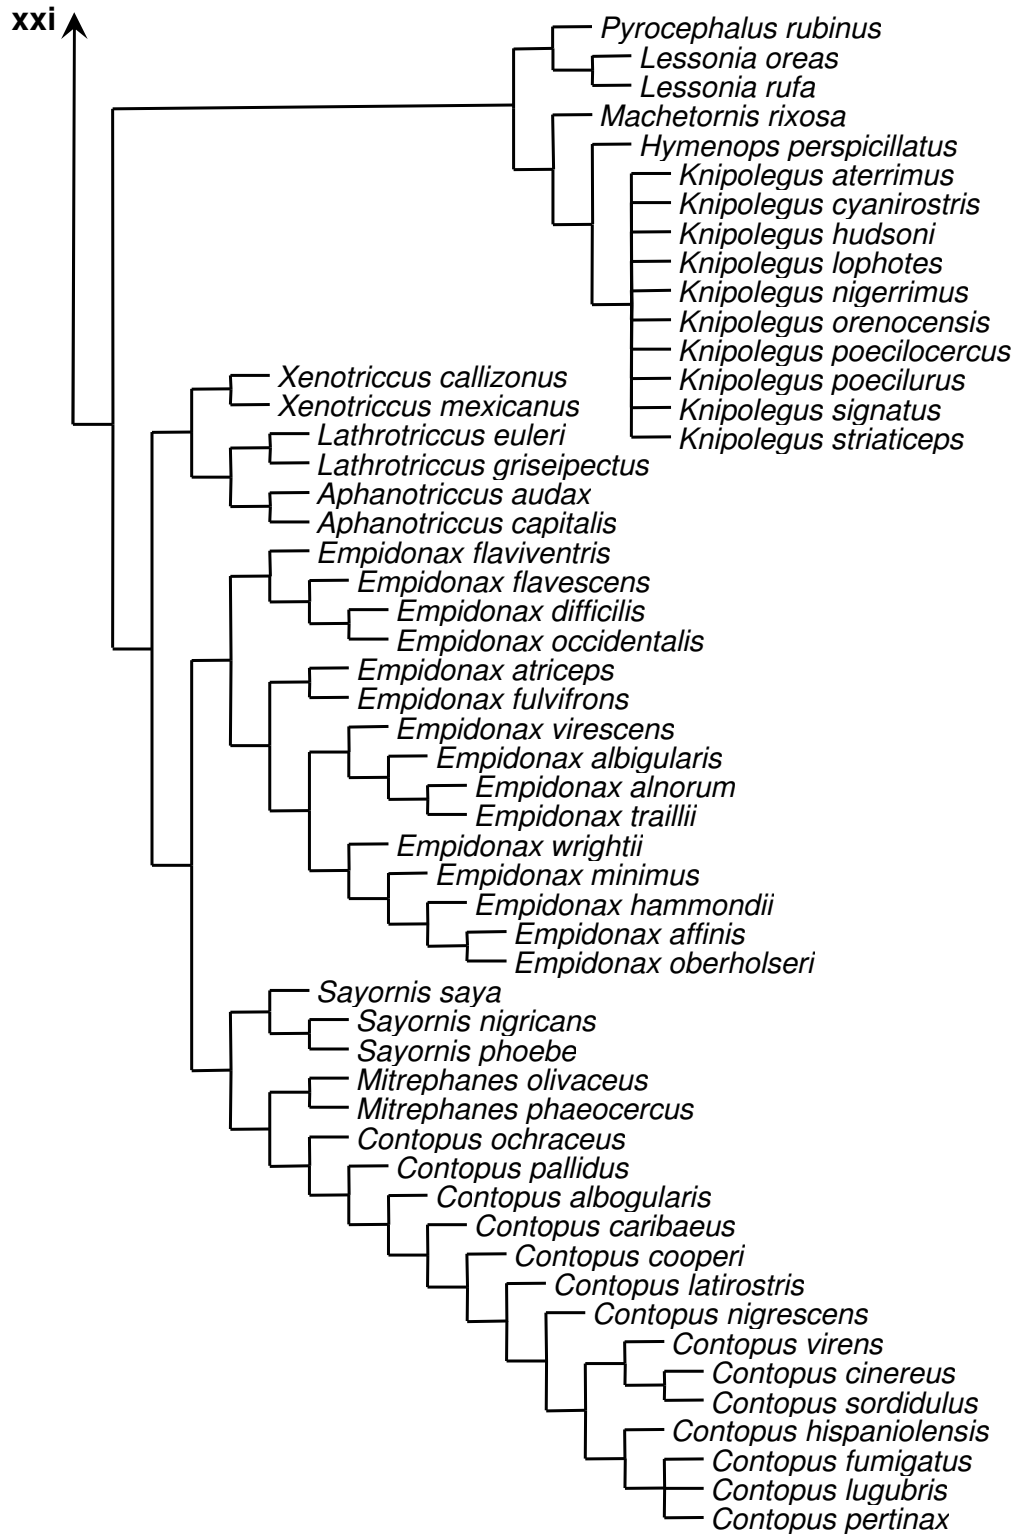 xxi
Pyrocephalus rubinus
Lessonia oreas
Lessonia rufa
Machetornis rixosa
Hymenops perspicillatus
Knipolegus aterrimus
Knipolegus cyanirostris
Knipolegus hudsoni
Knipolegus lophotes
Knipolegus nigerrimus
Knipolegus orenocensis
Knipolegus poecilocercus
Knipolegus poecilurus
Knipolegus signatus
Knipolegus striaticeps
Xenotriccus callizonus
Xenotriccus mexicanus
Lathrotriccus euleri
Lathrotriccus griseipectus
Aphanotriccus audax
Aphanotriccus capitalis
Empidonax flaviventris
Empidonax flavescens
Empidonax difficilis
Empidonax occidentalis
Empidonax atriceps
Empidonax fulvifrons
Empidonax virescens
Empidonax albigularis
Empidonax alnorum
Empidonax traillii
Empidonax wrightii
Empidonax minimus
Empidonax hammondii
Empidonax affinis
Empidonax oberholseri
Sayornis saya
Sayornis nigricans
Sayornis phoebe
Mitrephanes olivaceus
Mitrephanes phaeocercus
Contopus ochraceus
Contopus pallidus
Contopus albogularis
Contopus caribaeus
Contopus cooperi
Contopus latirostris
Contopus nigrescens
Contopus virens
Contopus cinereus
Contopus sordidulus
Contopus hispaniolensis
Contopus fumigatus
Contopus lugubris
Contopus pertinax